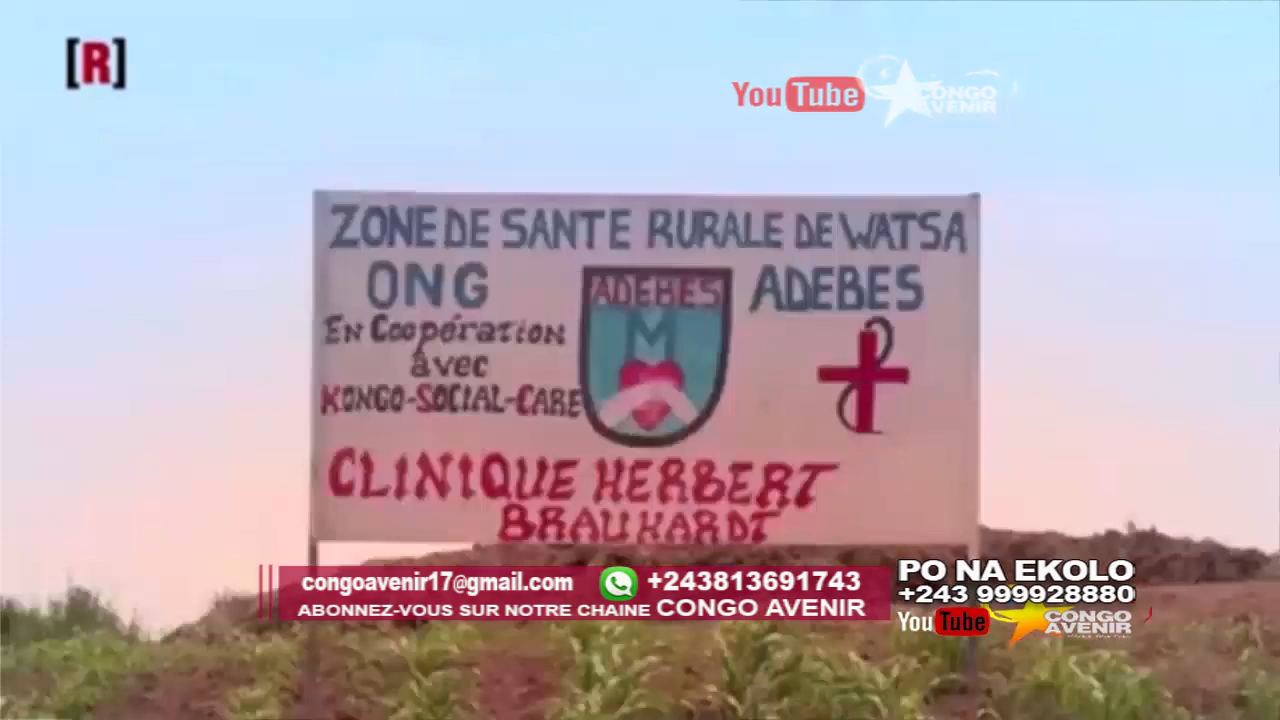 [R]
YouTube CONGO AVENIR
ZONE DE SANTE RURALE DE WATSA
ONG ADEBES ADEBES
M
En Coopération
avec
KONGO-SOCIAL-CARE
CLINIQUE HERBERT
BRAUHARDT
congoavenir17@gmail.com +243813691743
ABONNEZ-VOUS SUR NOTRE CHAINE CONGO AVENIR
PO NA EKOLO
+243 999928880
YouTube CONGO AVENIR